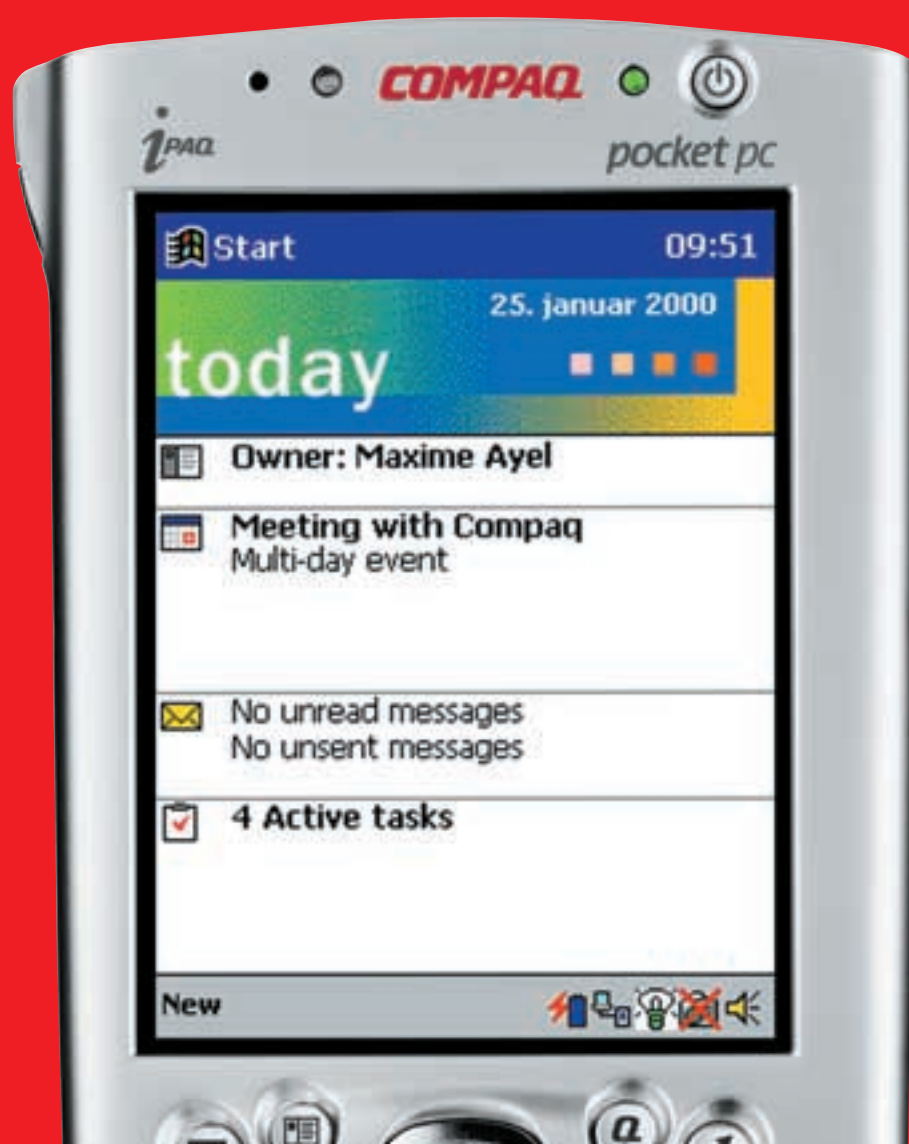 COMPAQ
iPAQ
pocket pc
Start 09:51
25. januar 2000
today
Owner: Maxime Ayel
Meeting with Compaq
Multi-day event
No unread messages
No unsent messages
4 Active tasks
New
Q